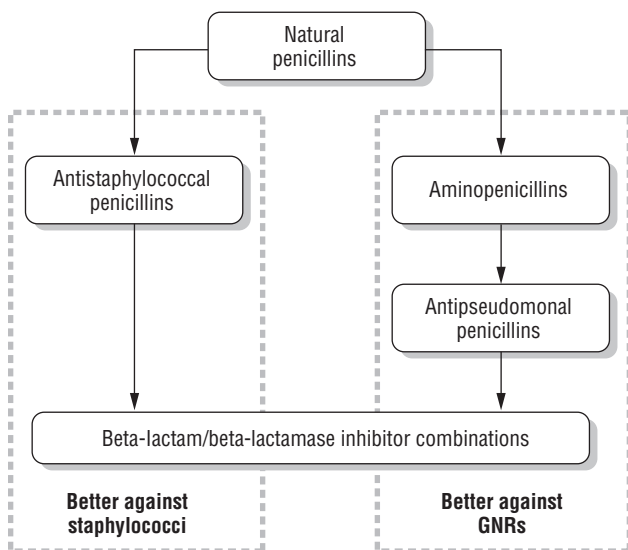 Natural
penicillins
Antistaphylococcal
penicillins
Aminopenicillins
Antipseudomonal
penicillins
Beta-lactam/beta-lactamase inhibitor combinations
Better against
staphylococci
Better against
GNRs